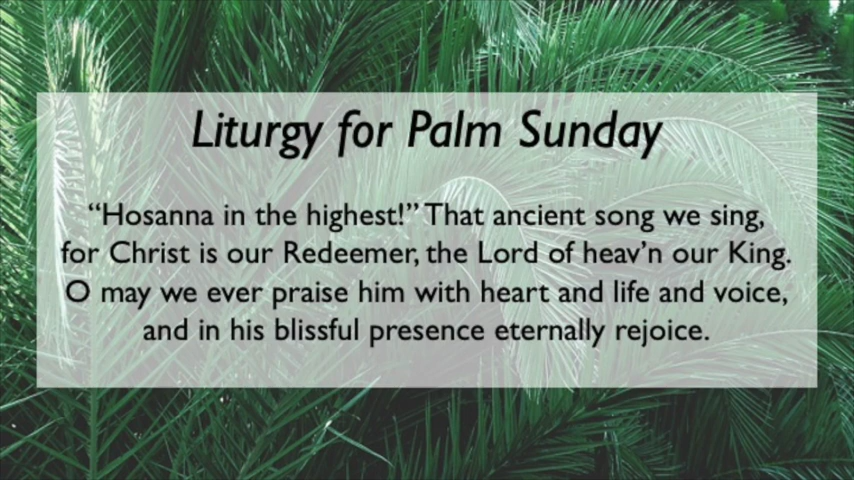 Liturgy for Palm Sunday
“Hosanna in the highest!” That ancient song we sing,
for Christ is our Redeemer, the Lord of heav’n our King.
O may we ever praise him with heart and life and voice,
and in his blissful presence eternally rejoice.